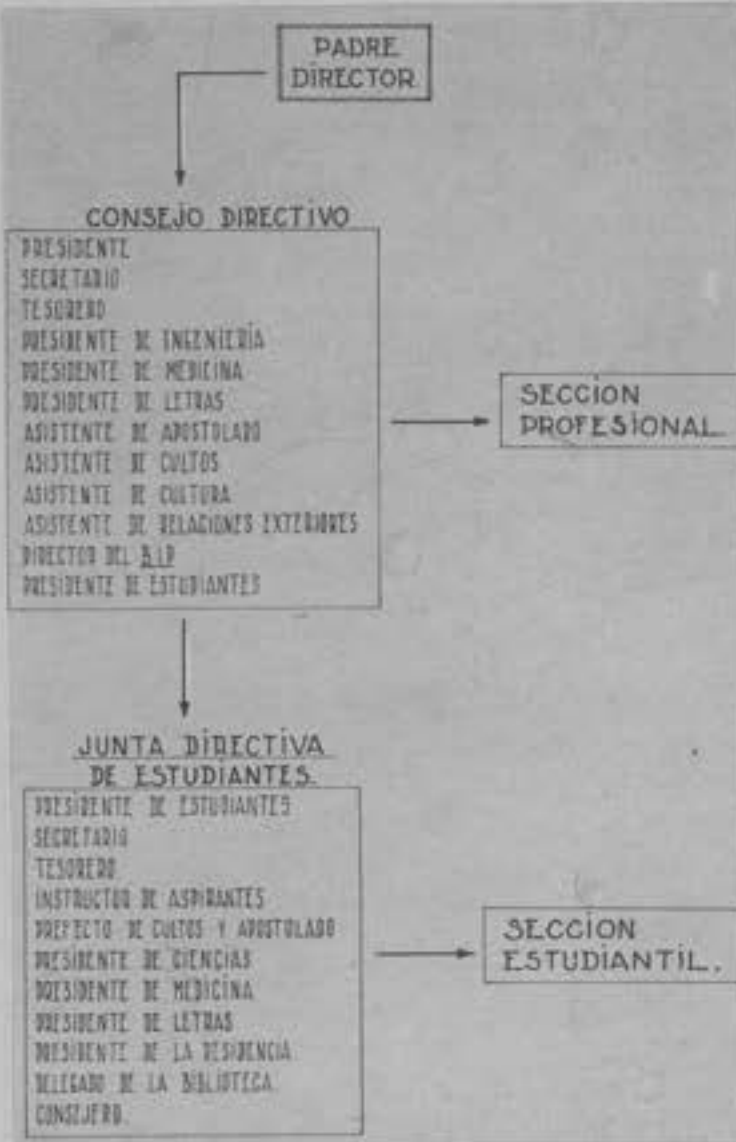 PADRE
DIRECTOR
CONSEJO DIRECTIVO
PRESIDENTE
SECRETARIO
TESORERO
PRESIDENTE DE INGENIERÍA
PRESIDENTE DE MEDICINA
PRESIDENTE DE LETRAS
ASISTENTE DE APOSTOLADO
ASISTENTE DE CULTOS
ASISTENTE DE CULTURA
ASISTENTE DE RELACIONES EXTERIORES
DIRECTOR DEL
PRESIDENTE DE ESTUDIANTES
SECCION
PROFESIONAL.
JUNTA DIRECTIVA
DE ESTUDIANTES.
PRESIDENTE DE ESTUDIANTES
SECRETARIO
TESORERO
INSTRUCTOR DE ASPIRANTES
PREFECTO DE CULTOS Y APOSTOLADO
PRESIDENTE DE CIENCIAS
PRESIDENTE DE MEDICINA
PRESIDENTE DE LETRAS
PRESIDENTE DE LA RESIDENCIA
DELEGADO DE LA BIBLIOTECA.
CONSEJERO.
SECCION
ESTUDIANTIL.